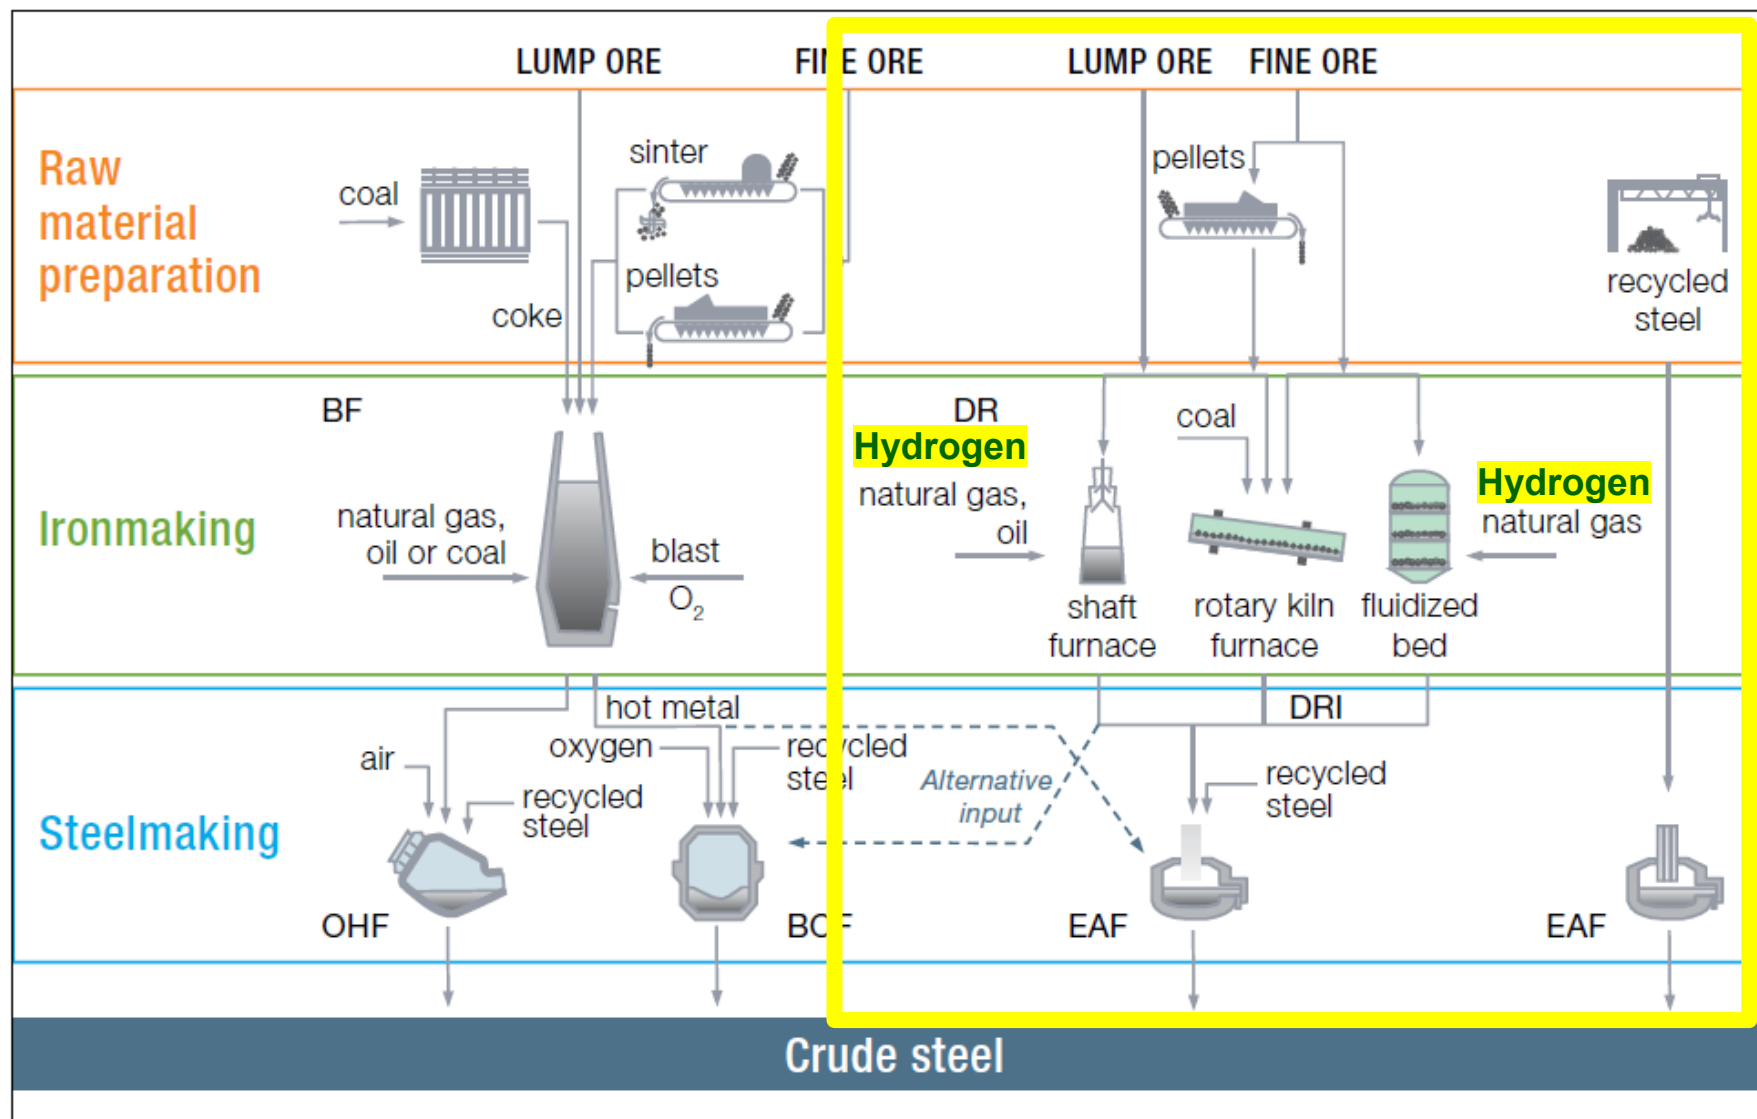 LUMP ORE
FINE ORE
LUMP ORE
FINE ORE
Raw
material
preparation
coal
sinter
pellets
coke
pellets
recycled
steel
Ironmaking
BF
natural gas,
oil or coal
blast
O₂
DR
Hydrogen
natural gas,
oil
coal
Hydrogen
natural gas
shaft
furnace
rotary kiln
furnace
fluidized
bed
Steelmaking
hot metal
air
oxygen
recycled
steel
recycled
steel
Alternative
input
DRI
recycled
steel
OHF
BOF
EAF
EAF
Crude steel